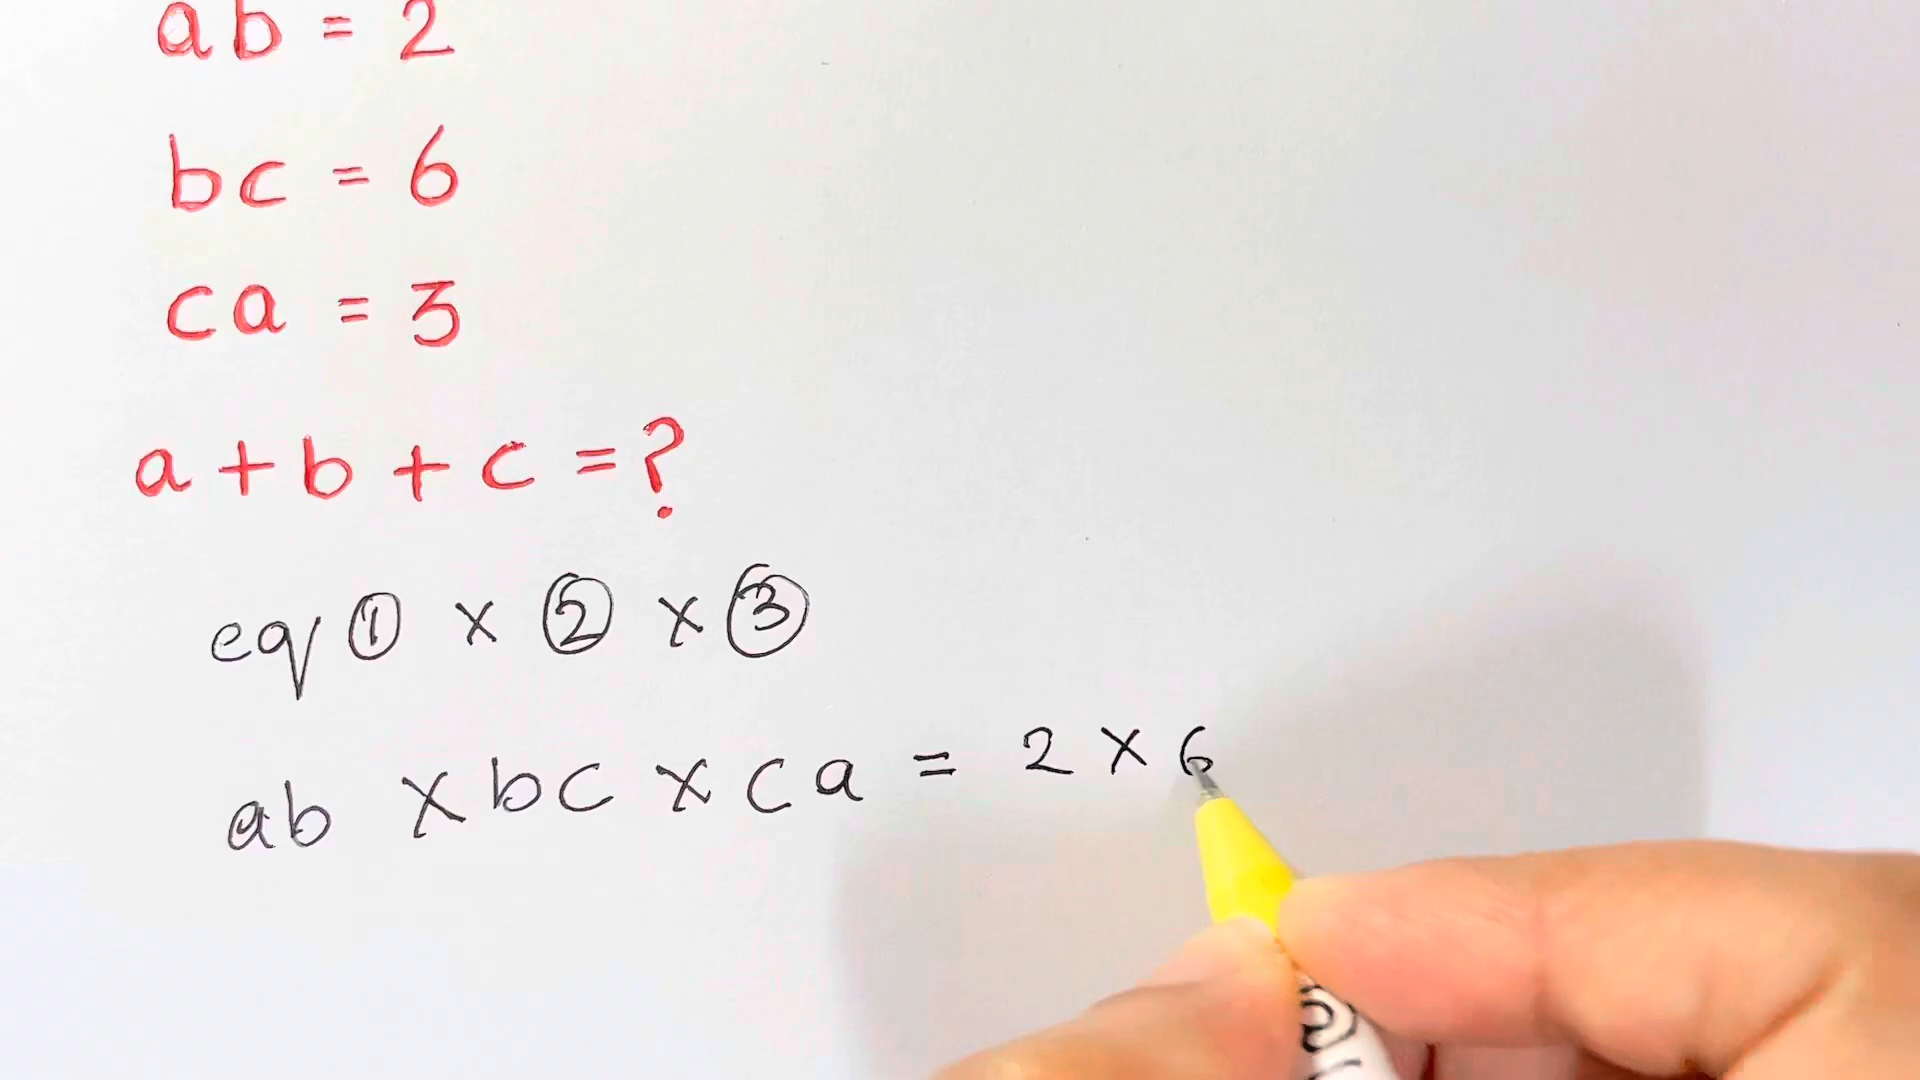 ab = 2
bc = 6
ca = 3
a + b + c = ?
eq ① × ② × ③
ab × bc × ca = 2 × 6